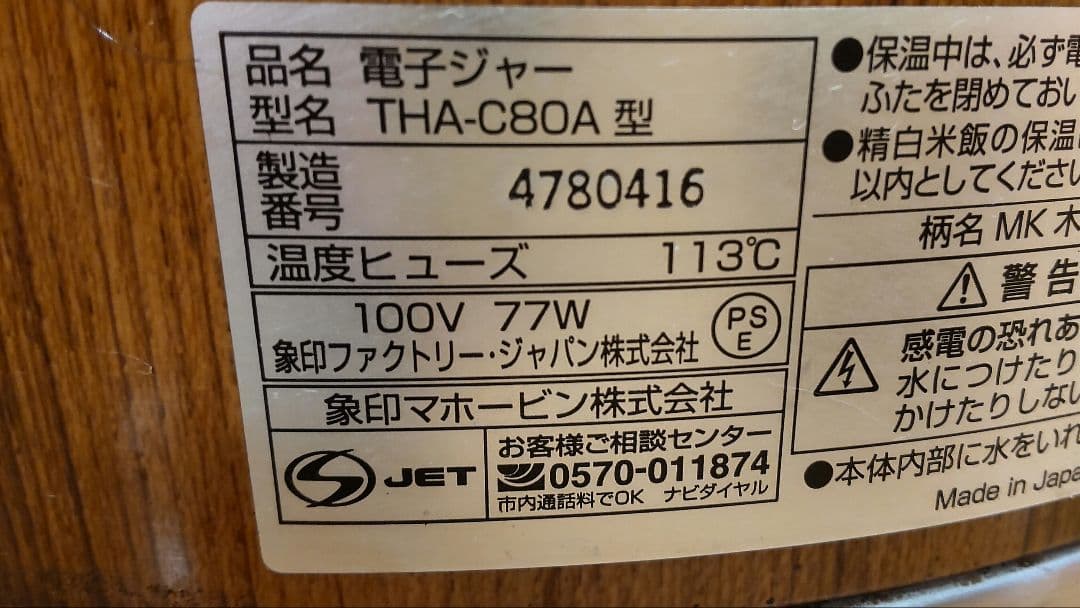 品名 電子ジャー
型名 THA-C80A 型
製造番号 4780416
温度ヒューズ 113℃
100V 77W
PS E
象印ファクトリー・ジャパン株式会社
象印マホービン株式会社
JET
お客様ご相談センター
0570-011874
市内通話料でOK ナビダイヤル
●保温中は、必ず電
ふたを閉めておい
●精白米飯の保温
以内としてください
柄名 MK 木
警告
感電の恐れあ
水につけたり
かけたりしない
●本体内部に水をいれ
Made in Japa